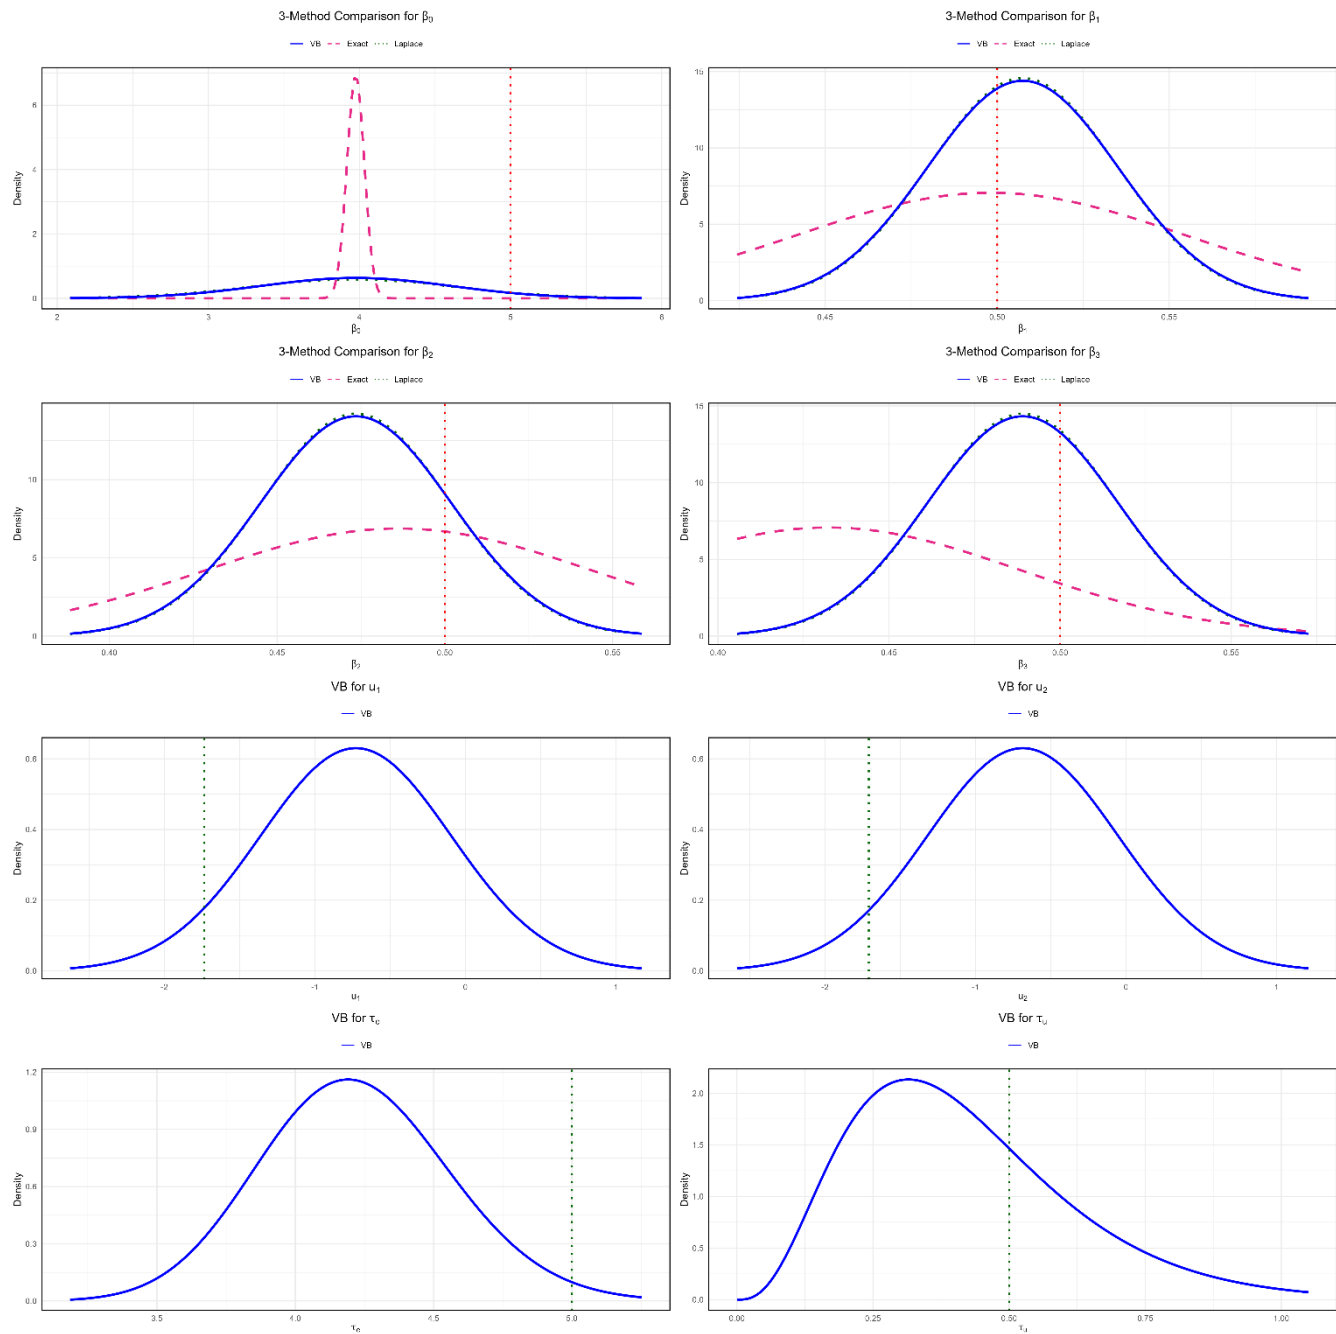 3-Method Comparison for β₀
VB Exact Laplace
Density
6
4
2
0
2 3 4 5 6
β₀
3-Method Comparison for β₁
VB Exact Laplace
Density
15
10
5
0
0.45 0.50 0.55
β₁
3-Method Comparison for β₂
VB Exact Laplace
Density
10
5
0
0.40 0.45 0.50 0.55
β₂
3-Method Comparison for β₃
VB Exact Laplace
Density
15
10
5
0
0.40 0.45 0.50 0.55
β₃
VB for u₁
VB
Density
0.6
0.4
0.2
0.0
-2 -1 0 1
u₁
VB for u₂
VB
Density
0.6
0.4
0.2
0.0
-2 -1 0 1
u₂
VB for τₑ
VB
Density
1.2
0.9
0.6
0.3
0.0
3.5 4.0 4.5 5.0
τₑ
VB for τᵤ
VB
Density
2.0
1.5
1.0
0.5
0.0
0.00 0.25 0.50 0.75 1.00
τᵤ